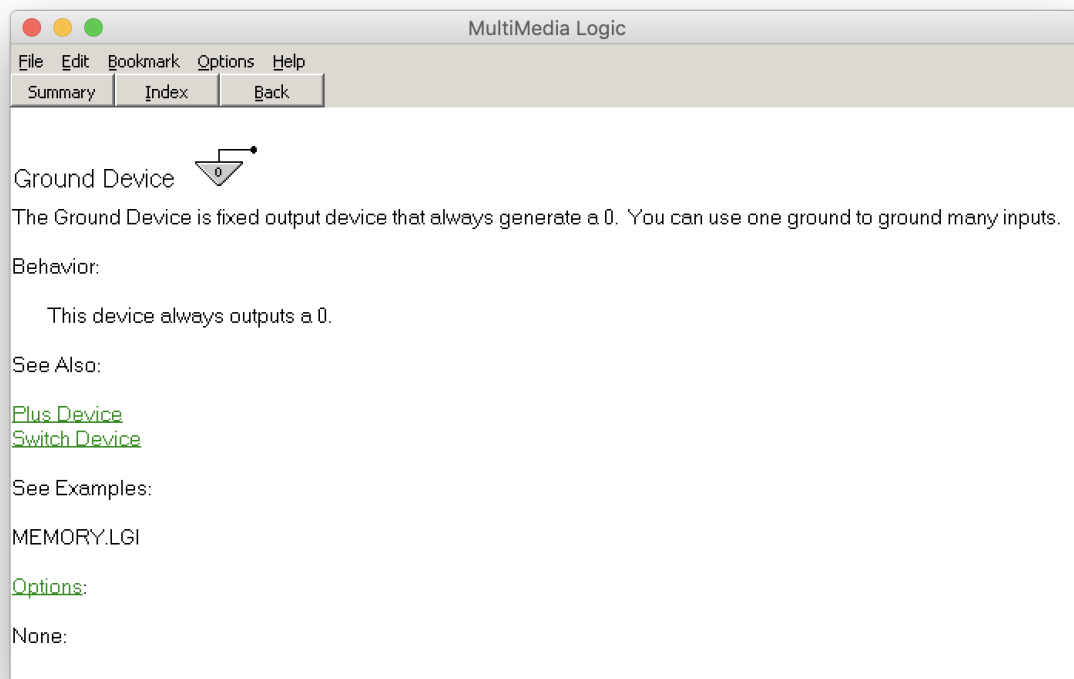 MultiMedia Logic
File Edit Bookmark Options Help
Summary Index Back
Ground Device 0
The Ground Device is fixed output device that always generate a 0. You can use one ground to ground many inputs.
Behavior:
This device always outputs a 0.
See Also:
Plus Device
Switch Device
See Examples:
MEMORY.LGI
Options:
None: